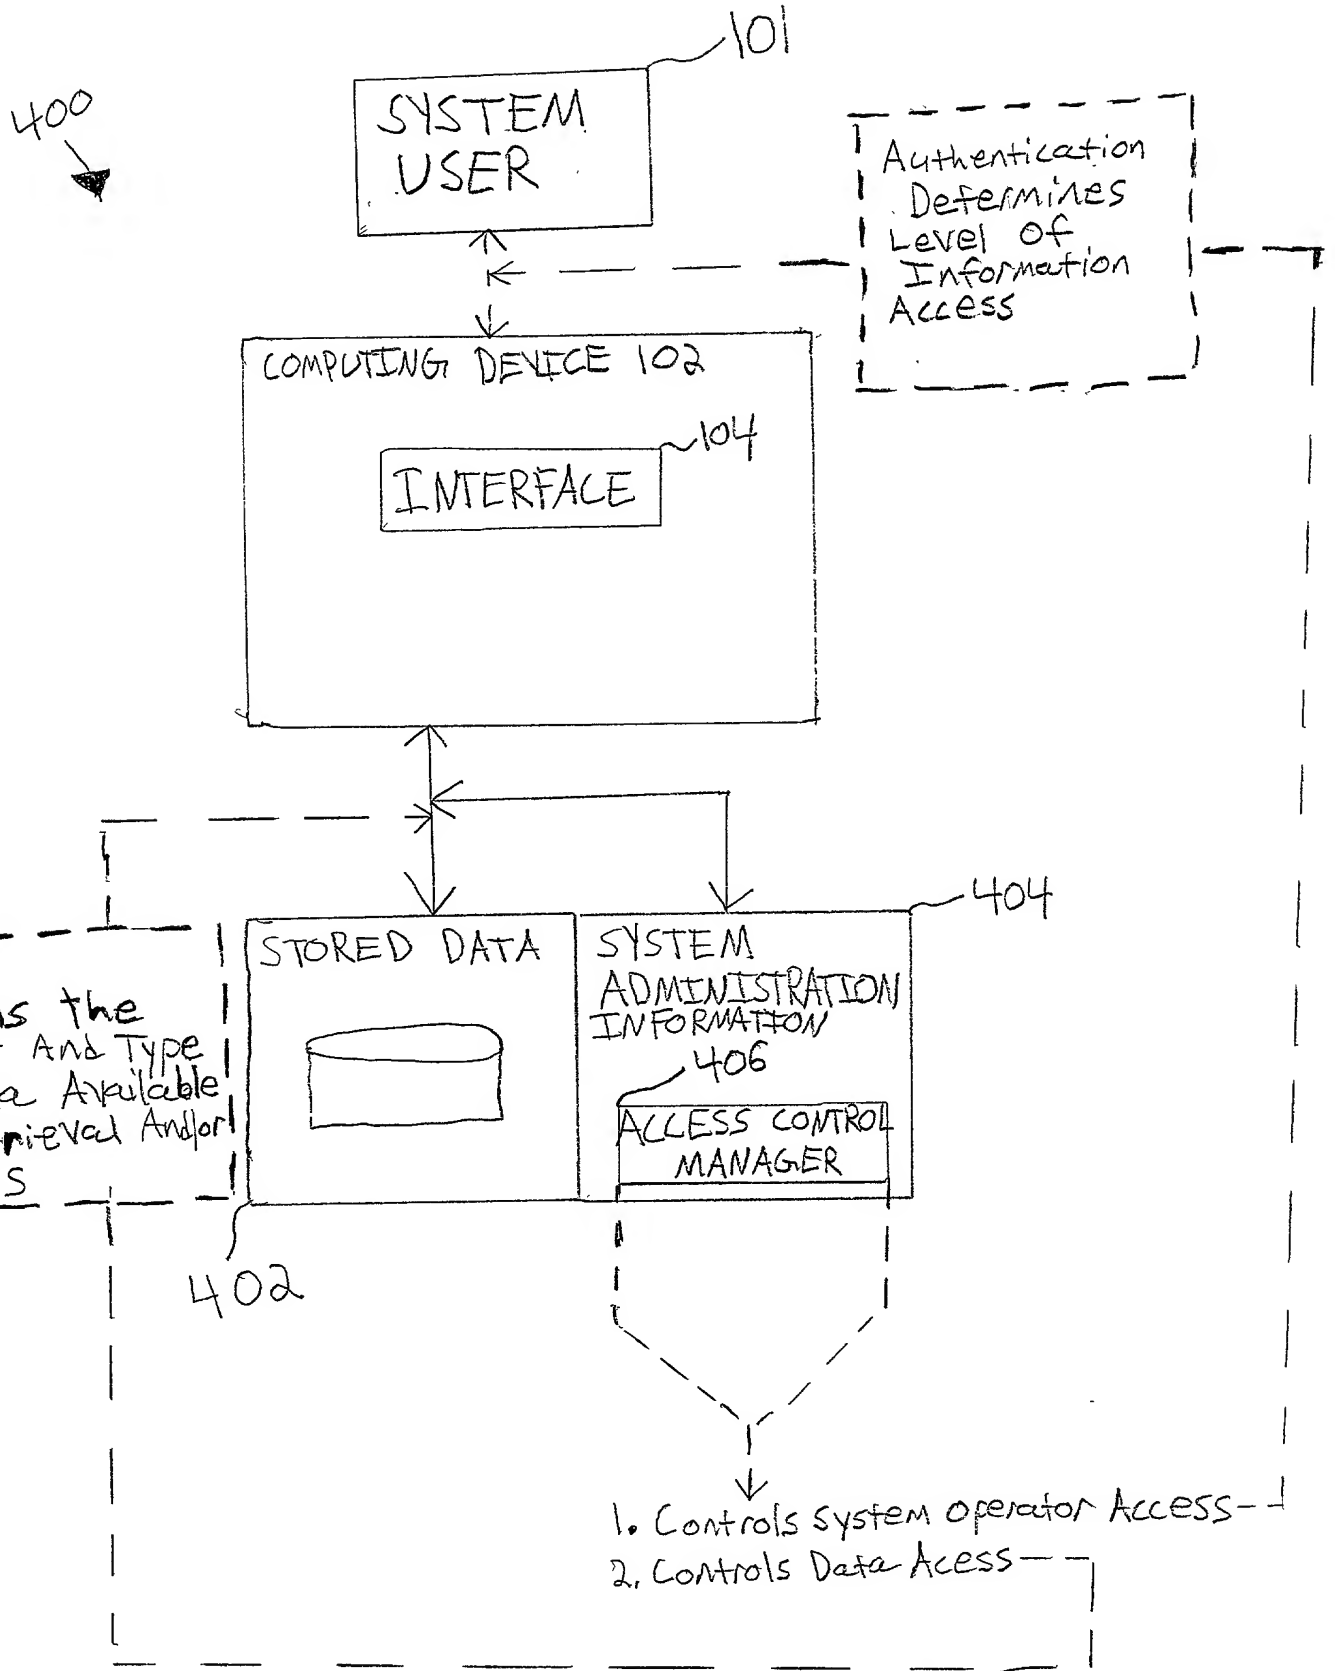 101
400
SYSTEM
USER
Authentication
Determines
Level Of
Information
Access
COMPUTING DEVICE 102
104
INTERFACE
404
STORED DATA
SYSTEM
ADMINISTRATION
INFORMATION
406
ACCESS CONTROL
MANAGER
the
And Type
Available
And/or
402
1. Controls System Operator Access
2. Controls Data Acess